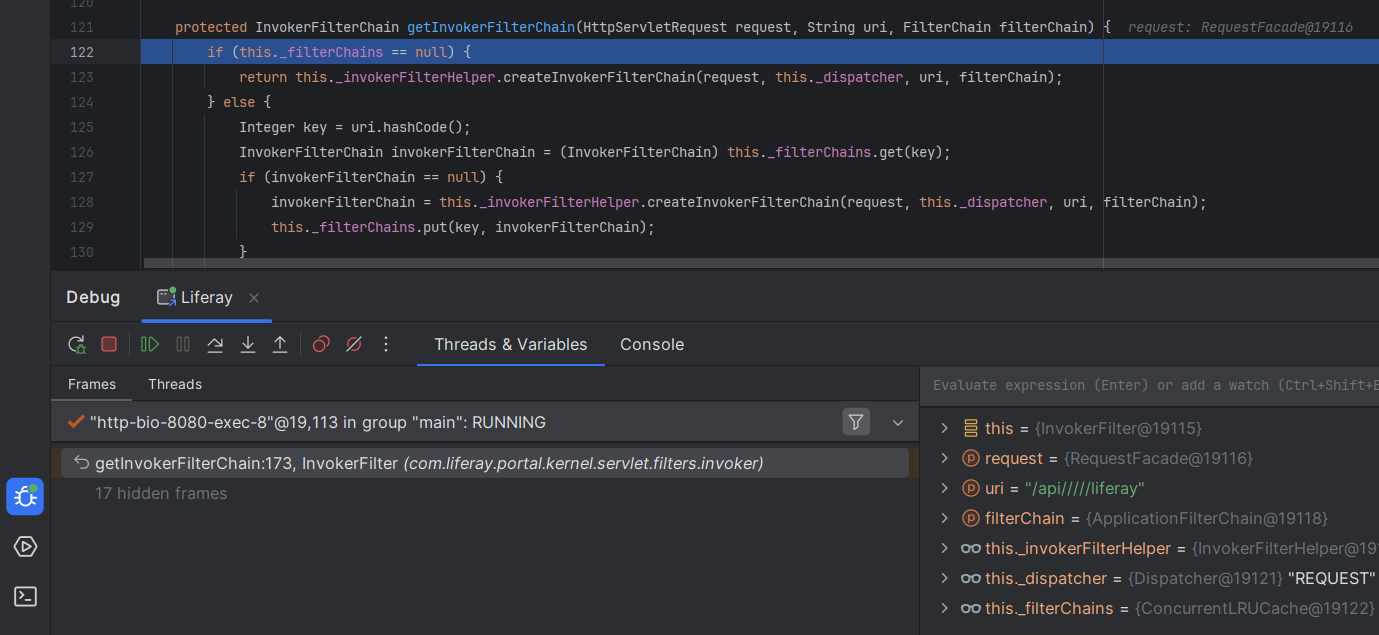 120
121 protected InvokerFilterChain getInvokerFilterChain(HttpServletRequest request, String uri, FilterChain filterChain) { request: RequestFacade@19116
122 if (this._filterChains == null) {
123 return this._invokerFilterHelper.createInvokerFilterChain(request, this._dispatcher, uri, filterChain);
124 } else {
125 Integer key = uri.hashCode();
126 InvokerFilterChain invokerFilterChain = (InvokerFilterChain) this._filterChains.get(key);
127 if (invokerFilterChain == null) {
128 invokerFilterChain = this._invokerFilterHelper.createInvokerFilterChain(request, this._dispatcher, uri, filterChain);
129 this._filterChains.put(key, invokerFilterChain);
130 }
Debug Liferay
Threads & Variables Console
Frames Threads
"http-bio-8080-exec-8"@19,113 in group "main": RUNNING
getInvokerFilterChain:173, InvokerFilter (com.liferay.portal.kernel.servlet.filters.invoker)
17 hidden frames
Evaluate expression (Enter) or add a watch (Ctrl+Shift+E
this = {InvokerFilter@19115}
request = {RequestFacade@19116}
uri = "/api/////liferay"
filterChain = {ApplicationFilterChain@19118}
this._invokerFilterHelper = {InvokerFilterHelper@19
this._dispatcher = {Dispatcher@19121} "REQUEST"
this._filterChains = {ConcurrentLRUCache@19122}